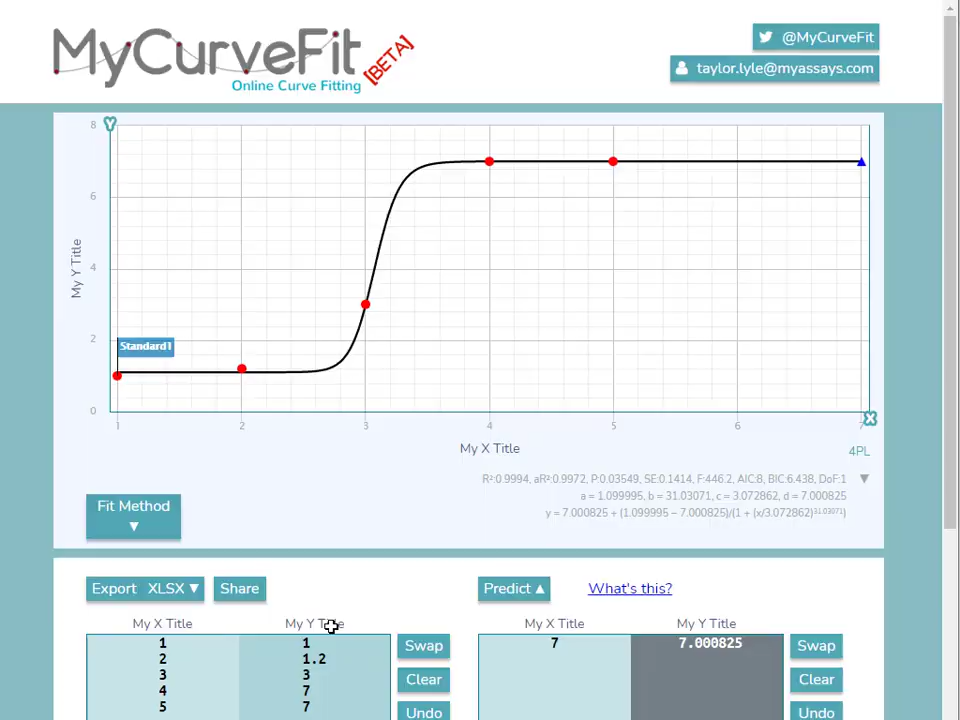 MyCurveFit
[BETA]
Online Curve Fitting
@MyCurveFit
taylor.lyle@myassays.com
Y
8
6
4
2
0
My Y Title
Standard1
1 2 3 4 5 6 7
X
My X Title
4PL
R²:0.9994, aR²:0.9972, P:0.03549, SE:0.1414, F:446.2, AIC:8, BIC:6.438, DoF:1 ▼
a = 1.099995, b = 31.03071, c = 3.072862, d = 7.000825
y = 7.000825 + (1.099995 − 7.000825)/(1 + (x/3.072862)^31.03071)
Fit Method
▼
Export XLSX ▼ Share
Predict ▲ What's this?
My X Title My Y Title
1 1
2 1.2
3 3
4 7
5 7
Swap
Clear
Undo
My X Title My Y Title
7 7.000825
Swap
Clear
Undo